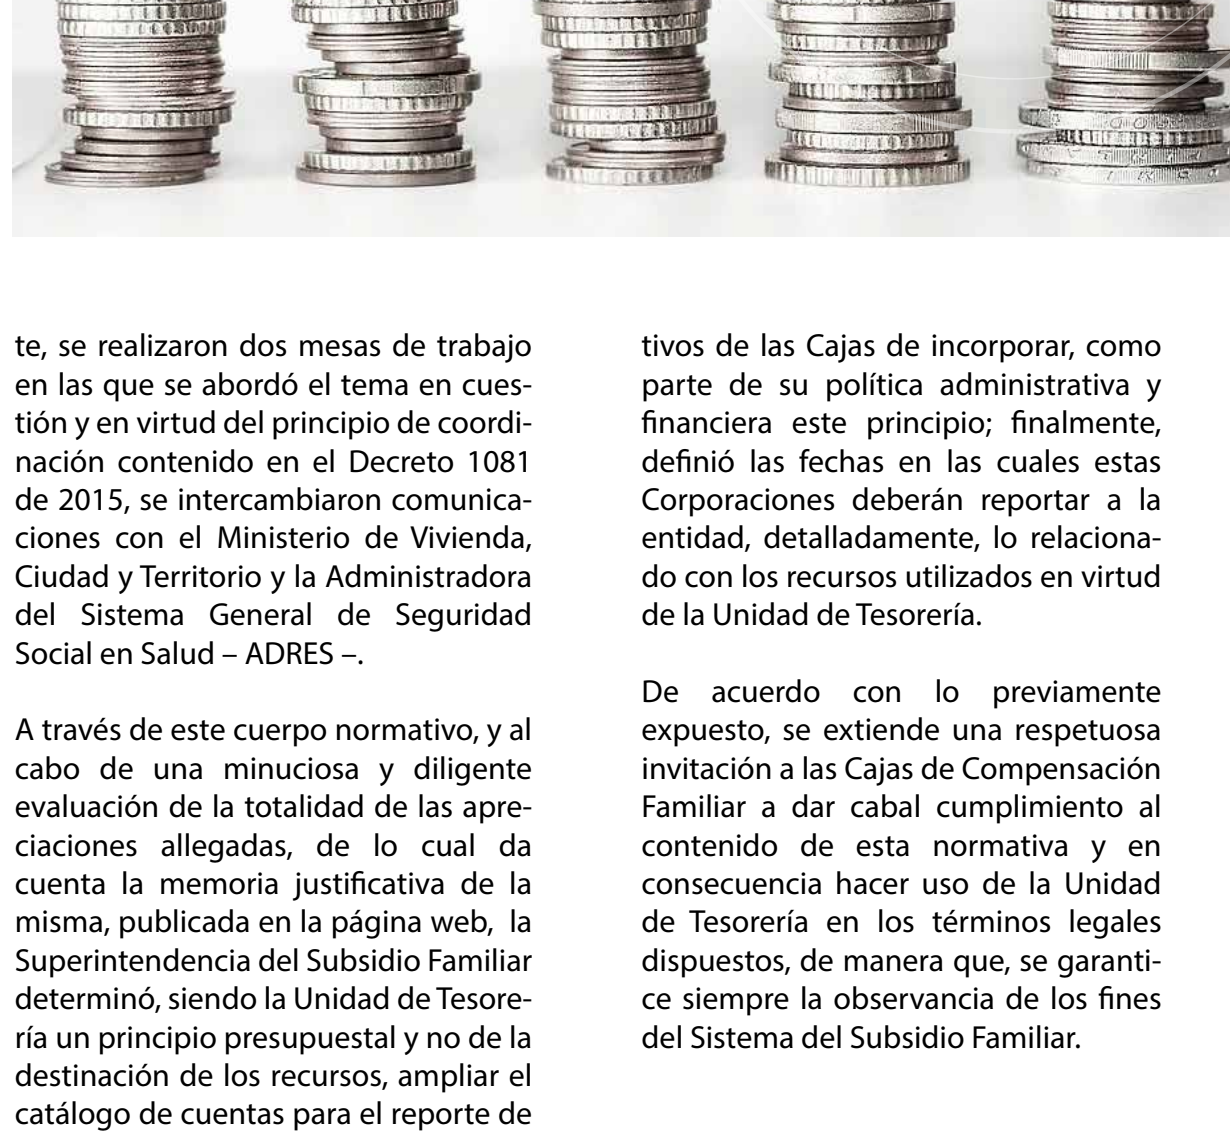 te, se realizaron dos mesas de trabajo
en las que se abordó el tema en cues-
tión y en virtud del principio de coordi-
nación contenido en el Decreto 1081
de 2015, se intercambiaron comunica-
ciones con el Ministerio de Vivienda,
Ciudad y Territorio y la Administradora
del Sistema General de Seguridad
Social en Salud – ADRES –.
A través de este cuerpo normativo, y al
cabo de una minuciosa y diligente
evaluación de la totalidad de las apre-
ciaciones allegadas, de lo cual da
cuenta la memoria justificativa de la
misma, publicada en la página web, la
Superintendencia del Subsidio Familiar
determinó, siendo la Unidad de Tesore-
ría un principio presupuestal y no de la
destinación de los recursos, ampliar el
catálogo de cuentas para el reporte de
tivos de las Cajas de incorporar, como
parte de su política administrativa y
financiera este principio; finalmente,
definió las fechas en las cuales estas
Corporaciones deberán reportar a la
entidad, detalladamente, lo relaciona-
do con los recursos utilizados en virtud
de la Unidad de Tesorería.
De acuerdo con lo previamente
expuesto, se extiende una respetuosa
invitación a las Cajas de Compensación
Familiar a dar cabal cumplimiento al
contenido de esta normativa y en
consecuencia hacer uso de la Unidad
de Tesorería en los términos legales
dispuestos, de manera que, se garanti-
ce siempre la observancia de los fines
del Sistema del Subsidio Familiar.